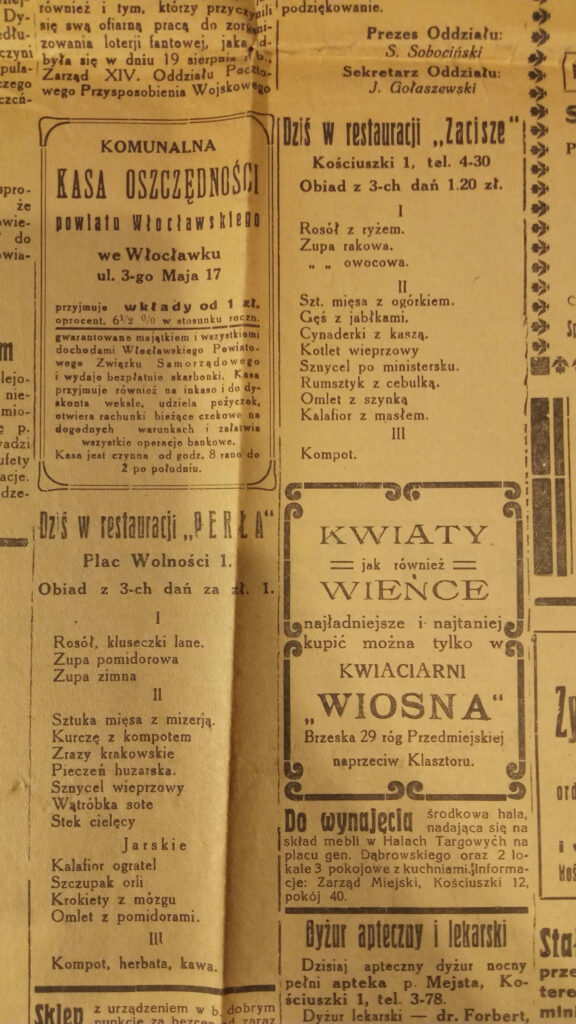 również i tym, którzy przyczynili
się swą ofiarną pracą do zor-
izowania loterji fantowej, jaka
była się w dniu 19 sierpnia
Zarząd XIV. Oddziału Poczto-
wego Przysposobienia Wojskowego
KOMUNALNA
KASA OSZCZĘDNOŚCI
powiatu Włocławskiego
we Włocławku
ul. 3-go Maja 17
przyjmuje wkłady od 1 zł.
oprocent. 6½ % w stosunku roczn.
gwarantowane majątkiem i wszystkiemi
dochodami Włocławskiego Powiato-
wego Związku Samorządowego
i wydaje bezpłatnie skarbonki. Kasa
przyjmuje również na inkaso i do dy-
skonta weksle, udziela pożyczek,
otwiera rachunki bieżące czekowe na
dogodnych warunkach i załatwia
wszystkie operacje bankowe.
Kasa jest czynna od godz. 8 rano do
2 po południu.
Dziś w restauracji „PERŁA"
Plac Wolności 1.
Obiad z 3-ch dań za zł. 1.
I
Rosół, kluseczki lane.
Zupa pomidorowa
Zupa zimna
II
Sztuka mięsa z mizerją.
Kurczę z kompotem
Zrazy krakowskie
Pieczeń huzarska.
Sznycel wieprzowy
Wątróbka sote
Stek cielęcy
Jarskie
Kalafior ogratel
Szczupak orli
Krokiety z mózgu
Omlet z pomidorami.
III
Kompot, herbata, kawa.
Sklep z urządzeniem w b. dobrym
podziękowanie.
Prezes Oddziału:
S. Sobociński
Sekretarz Oddziału:
J. Gołaszewski
Dziś w restauracji „Zacisze"
Kościuszki 1, tel. 4-30
Obiad z 3-ch dań 1.20 zł.
I
Rosół z ryżem.
Zupa rakowa.
„ „ owocowa.
II
Szt. mięsa z ogórkiem.
Gęś z jabłkami.
Cynaderki z kaszą.
Kotlet wieprzowy
Sznycel po ministersku.
Rumsztyk z cebulką.
Omlet z szynką
Kalafior z masłem.
III
Kompot.
KWIATY
jak również
WIEŃCE
najładniejsze i najtaniej
kupić można tylko w
KWIACIARNI
„WIOSNA"
Brzeska 29 róg Przedmiejskiej
naprzeciw Klasztoru.
Do wynajęcia środkowa hala,
nadająca się na
skład mebli w Halach Targowych na
placu gen. Dąbrowskiego oraz 2 lo-
kale 3 pokojowe z kuchniami. Informa-
cje: Zarząd Miejski, Kościuszki 12,
pokój 40.
Dyżur apteczny i lekarski
Dzisiaj apteczny dyżur nocny
pełni apteka p. Mejsta, Ko-
ściuszki 1, tel. 3-78.
Dyżur lekarski — dr. Forbert,